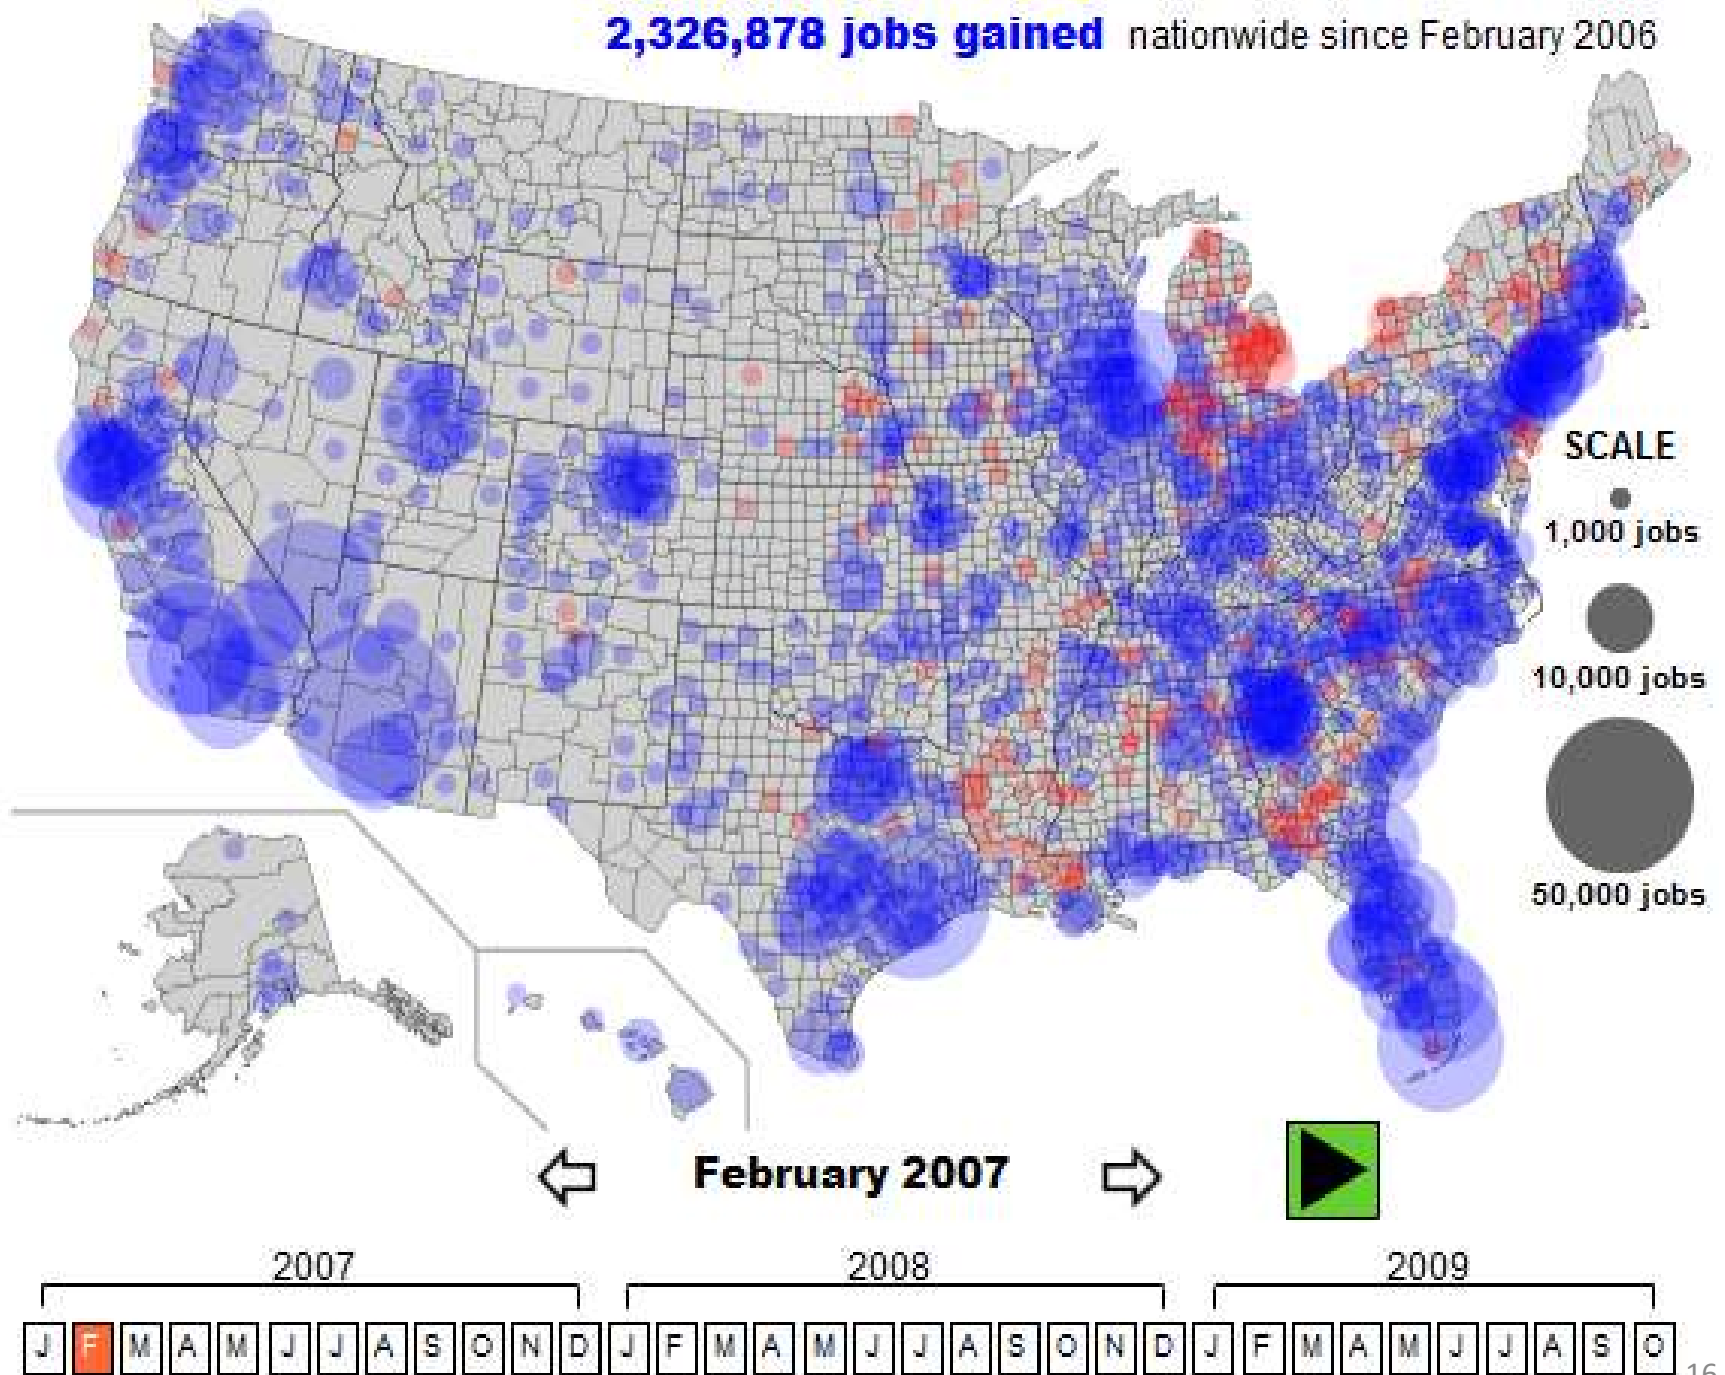 2,326,878 jobs gained nationwide since February 2006
SCALE
1,000 jobs
10,000 jobs
50,000 jobs
February 2007
2007 2008 2009
J F M A M J J A S O N D J F M A M J J A S O N D J F M A M J J A S O
16